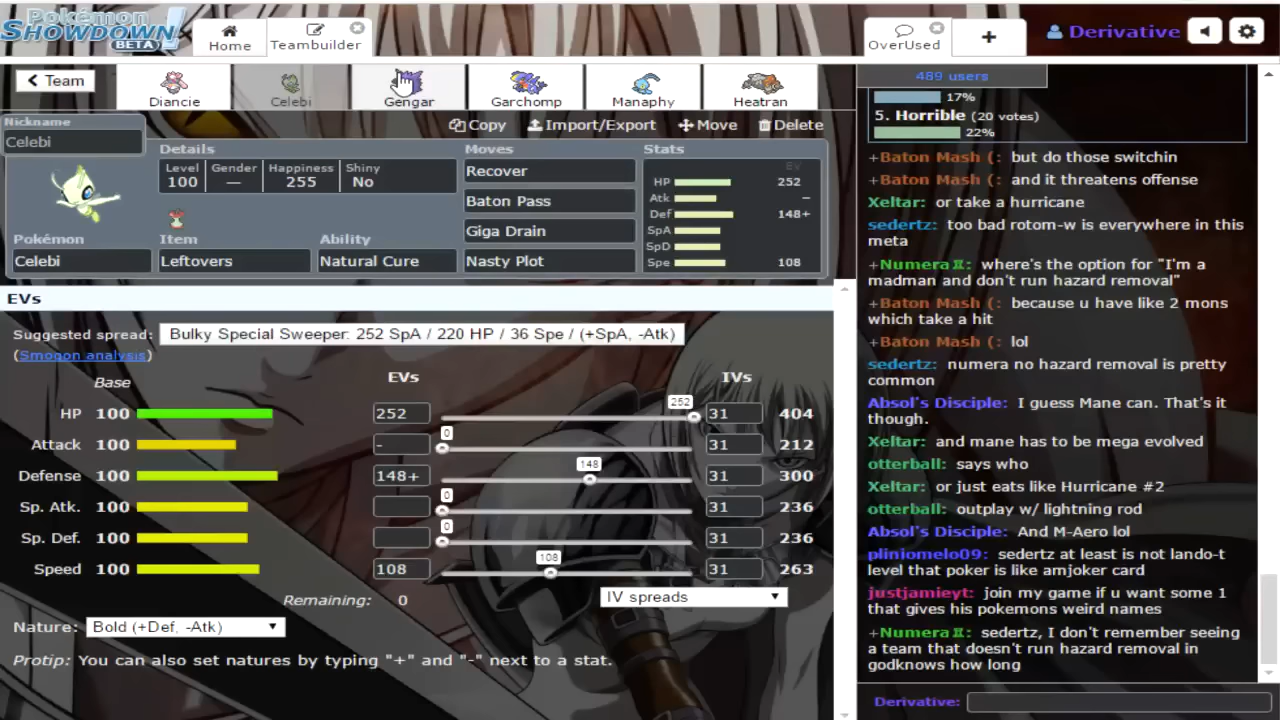 Pokémon
SHOWDOWN!
BETA
Home
Teambuilder
OverUsed
+
Derivative
< Team
Diancie
Celebi
Gengar
Garchomp
Manaphy
Heatran
Copy
Import/Export
Move
Delete
Nickname
Celebi
Details
Level
100
Gender
—
Happiness
255
Shiny
No
Pokémon
Celebi
Item
Leftovers
Ability
Natural Cure
Moves
Recover
Baton Pass
Giga Drain
Nasty Plot
Stats
EV
HP 252
Atk –
Def 148+
SpA
SpD
Spe 108
EVs
Suggested spread: Bulky Special Sweeper: 252 SpA / 220 HP / 36 Spe / (+SpA, -Atk)
(Smogon analysis)
Base EVs IVs
HP 100 252 252 31 404
Attack 100 - 0 31 212
Defense 100 148+ 148 31 300
Sp. Atk. 100 0 31 236
Sp. Def. 100 0 31 236
Speed 100 108 108 31 263
Remaining: 0
IV spreads
Nature: Bold (+Def, -Atk)
Protip: You can also set natures by typing "+" and "-" next to a stat.
489 users
17%
5. Horrible (20 votes)
22%
+Baton Mash (: but do those switchin
+Baton Mash (: and it threatens offense
Xeltar: or take a hurricane
sedertz: too bad rotom-w is everywhere in this
meta
+Numera♊: where's the option for "I'm a
madman and don't run hazard removal"
+Baton Mash (: because u have like 2 mons
which take a hit
+Baton Mash (: lol
sedertz: numera no hazard removal is pretty
common
Absol's Disciple: I guess Mane can. That's it
though.
Xeltar: and mane has to be mega evolved
otterball: says who
Xeltar: or just eats like Hurricane #2
otterball: outplay w/ lightning rod
Absol's Disciple: And M-Aero lol
pliniomelo09: sedertz at least is not lando-t
level that poker is like amjoker card
justjamieyt: join my game if u want some 1
that gives his pokemons weird names
+Numera♊: sedertz, I don't remember seeing
a team that doesn't run hazard removal in
godknows how long
Derivative: